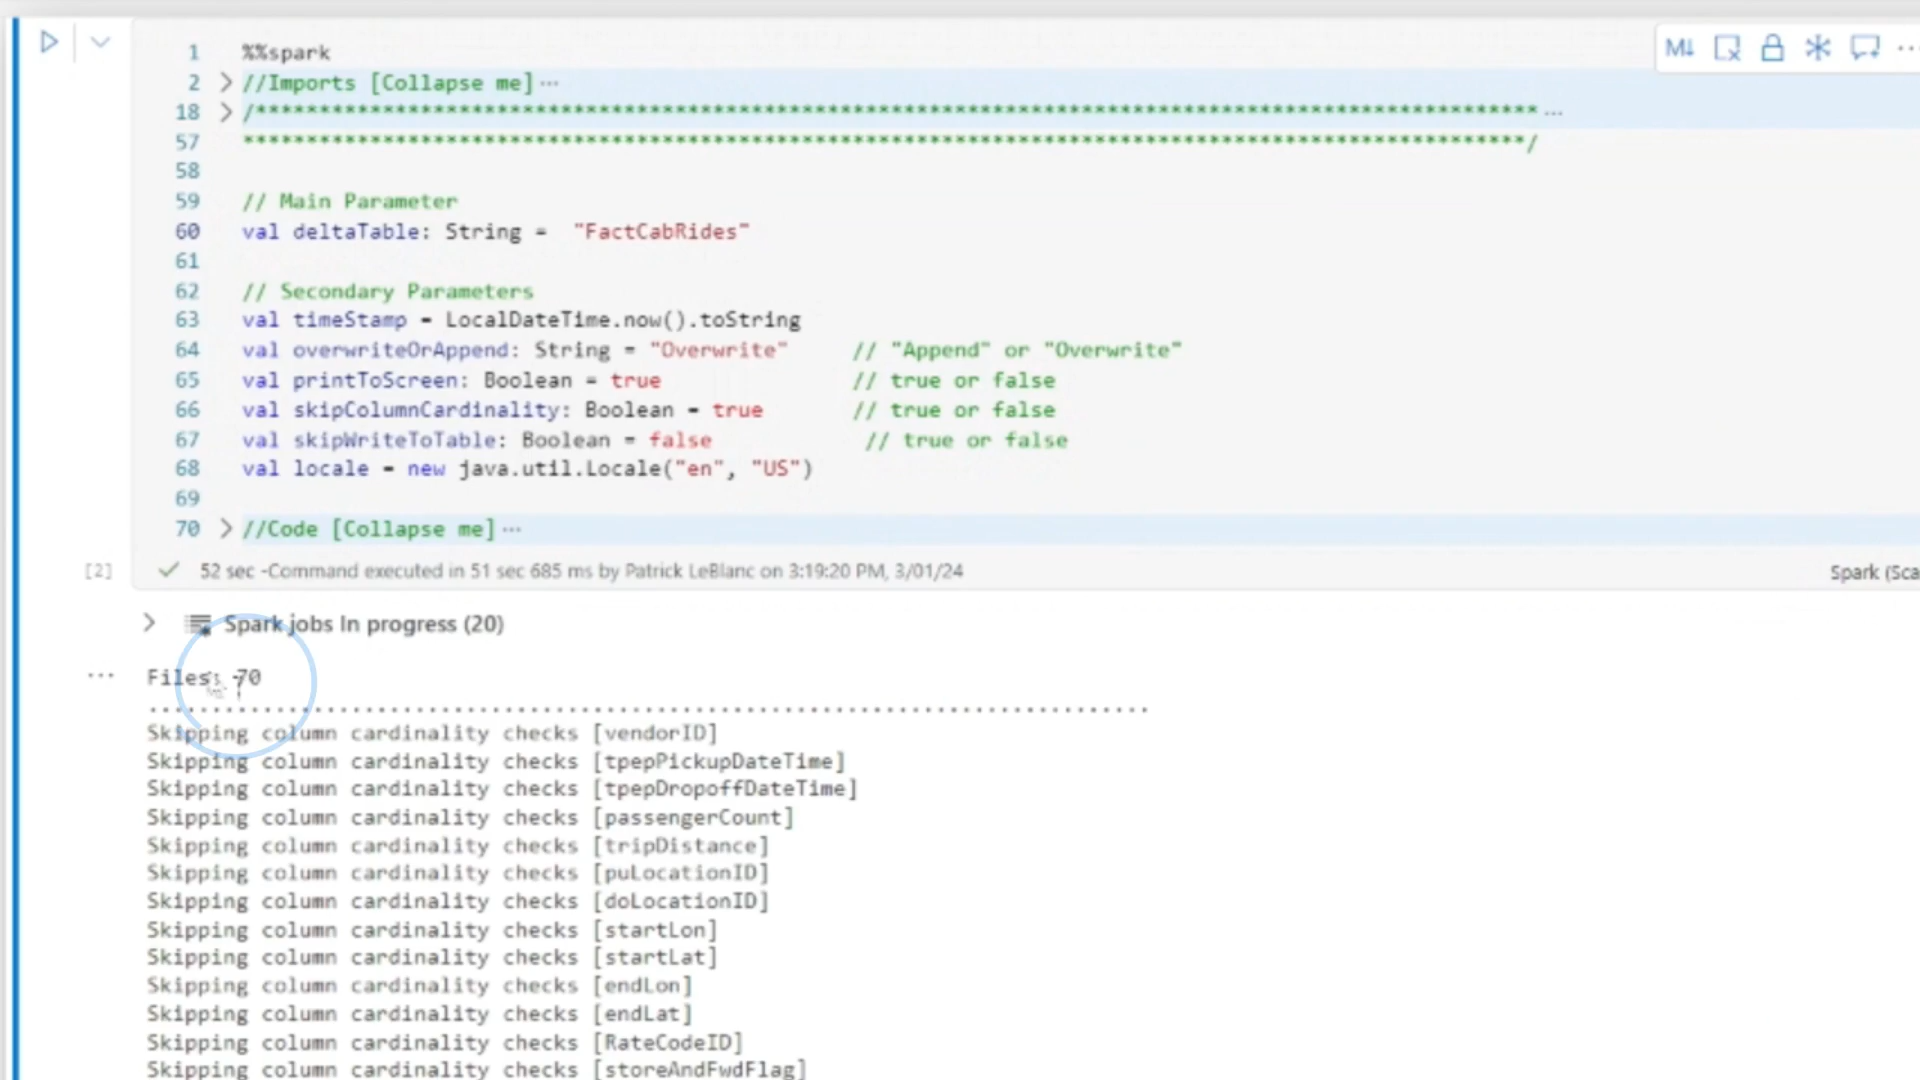 1 %%spark
2 //Imports [Collapse me]...
18 /*****************************************************************************************************...
57 *****************************************************************************************************/
58
59 // Main Parameter
60 val deltaTable: String = "FactCabRides"
61
62 // Secondary Parameters
63 val timeStamp = LocalDateTime.now().toString
64 val overwriteOrAppend: String = "Overwrite" // "Append" or "Overwrite"
65 val printToScreen: Boolean = true // true or false
66 val skipColumnCardinality: Boolean = true // true or false
67 val skipWriteToTable: Boolean = false // true or false
68 val locale = new java.util.Locale("en", "US")
69
70 //Code [Collapse me]...
M↓
[2] 52 sec -Command executed in 51 sec 685 ms by Patrick LeBlanc on 3:19:20 PM, 3/01/24
Spark (Sca
Spark jobs In progress (20)
Files: 70
...............................................................................
Skipping column cardinality checks [vendorID]
Skipping column cardinality checks [tpepPickupDateTime]
Skipping column cardinality checks [tpepDropoffDateTime]
Skipping column cardinality checks [passengerCount]
Skipping column cardinality checks [tripDistance]
Skipping column cardinality checks [puLocationID]
Skipping column cardinality checks [doLocationID]
Skipping column cardinality checks [startLon]
Skipping column cardinality checks [startLat]
Skipping column cardinality checks [endLon]
Skipping column cardinality checks [endLat]
Skipping column cardinality checks [RateCodeID]
Skipping column cardinality checks [storeAndFwdFlag]